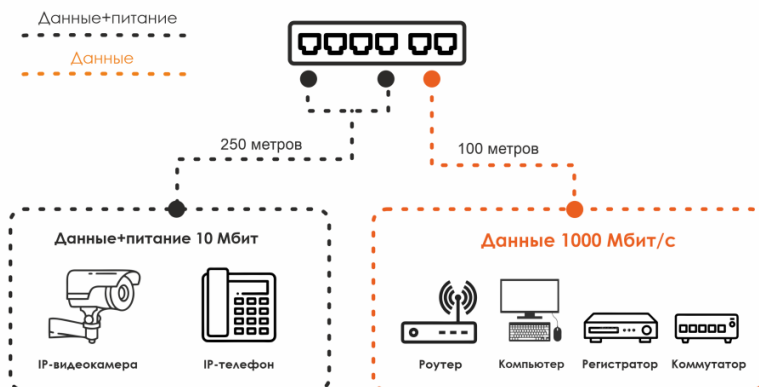 Данные+питание
Данные
250 метров
100 метров
Данные+питание 10 Мбит
Данные 1000 Мбит/с
IP-видеокамера
IP-телефон
Роутер
Компьютер
Регистратор
Коммутатор